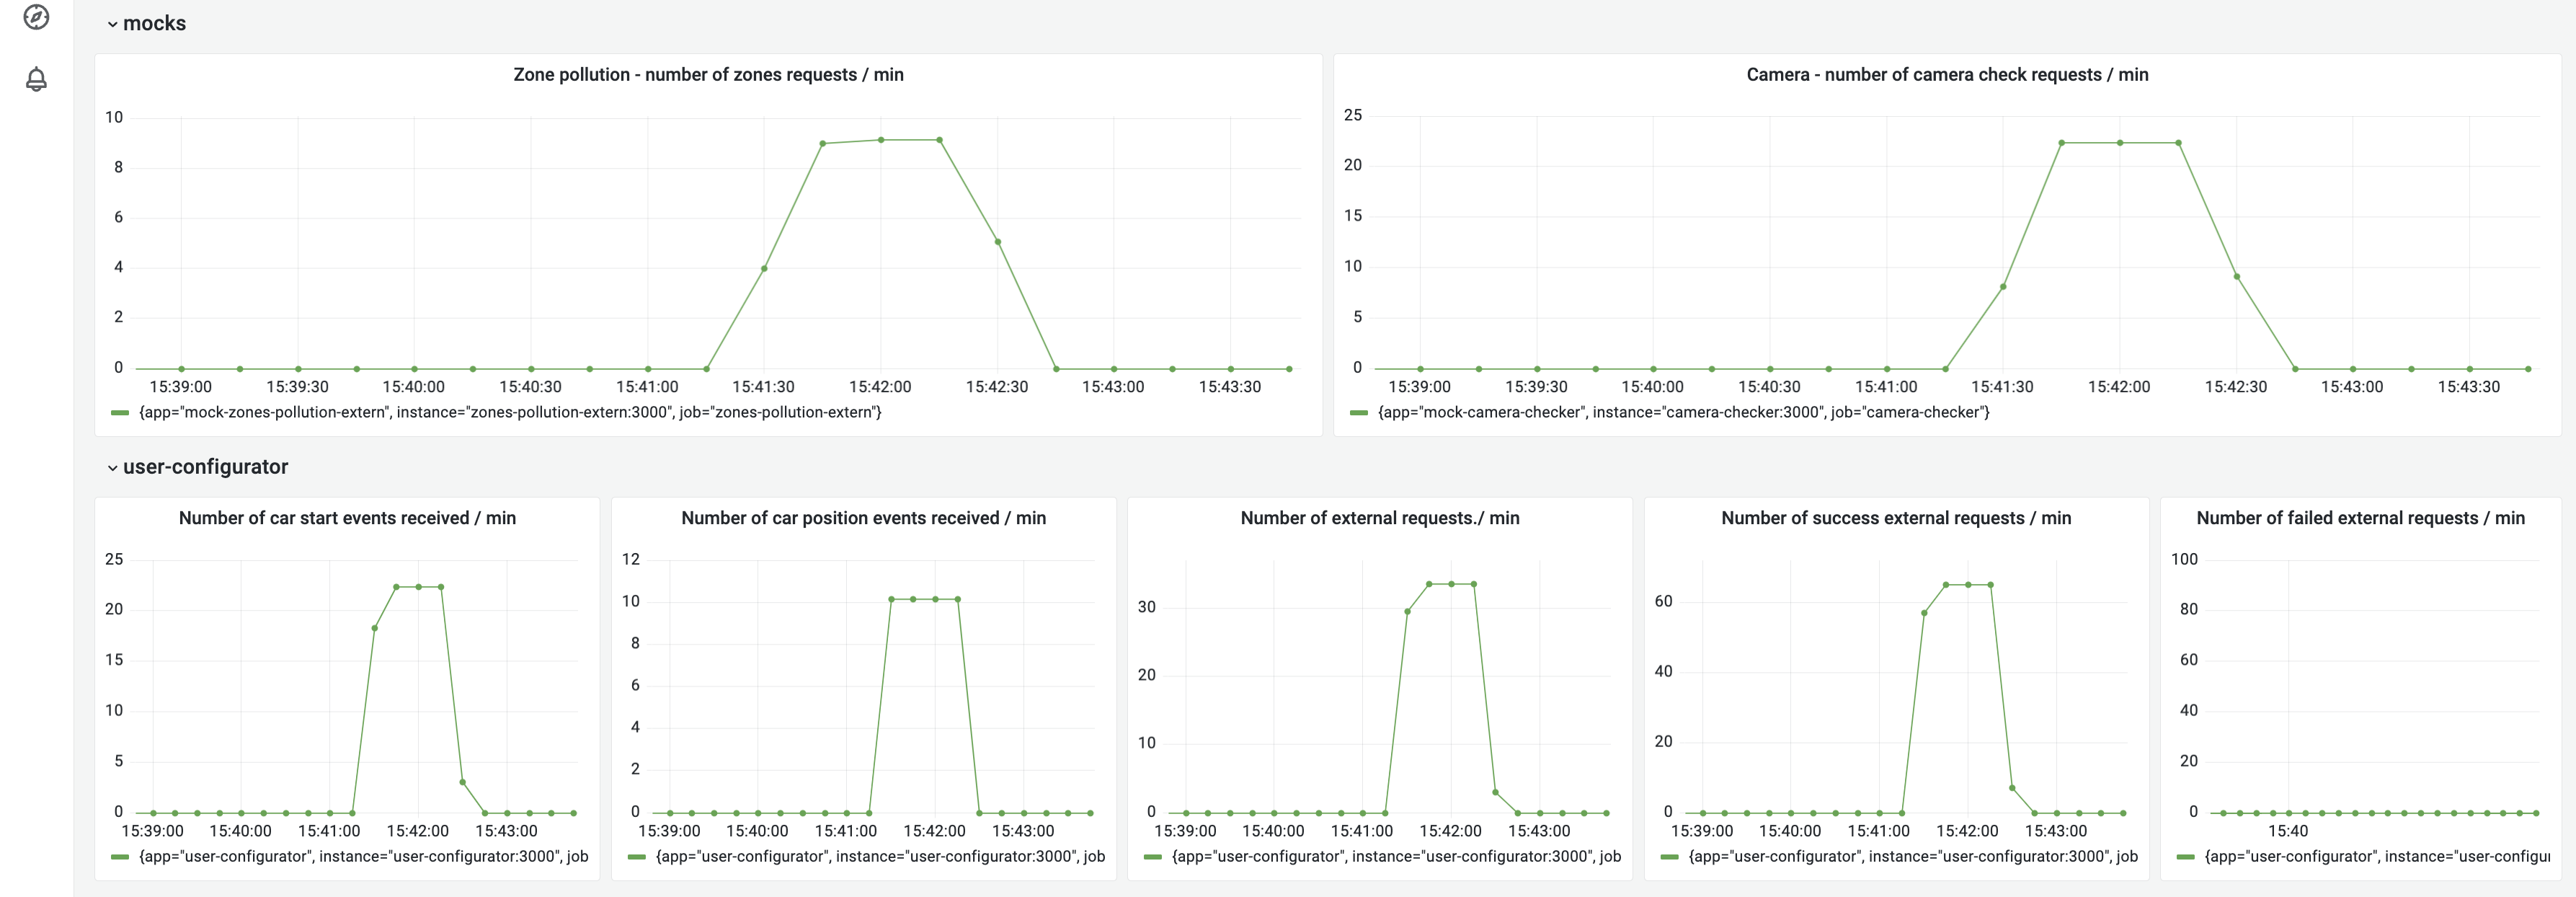 mocks
Zone pollution - number of zones requests / min
10
8
6
4
2
0
15:39:00 15:39:30 15:40:00 15:40:30 15:41:00 15:41:30 15:42:00 15:42:30 15:43:00 15:43:30
{app="mock-zones-pollution-extern", instance="zones-pollution-extern:3000", job="zones-pollution-extern"}
Camera - number of camera check requests / min
25
20
15
10
5
0
15:39:00 15:39:30 15:40:00 15:40:30 15:41:00 15:41:30 15:42:00 15:42:30 15:43:00 15:43:30
{app="mock-camera-checker", instance="camera-checker:3000", job="camera-checker"}
user-configurator
Number of car start events received / min
25
20
15
10
5
0
15:39:00 15:40:00 15:41:00 15:42:00 15:43:00
{app="user-configurator", instance="user-configurator:3000", job
Number of car position events received / min
12
10
8
6
4
2
0
15:39:00 15:40:00 15:41:00 15:42:00 15:43:00
{app="user-configurator", instance="user-configurator:3000", job
Number of external requests./ min
30
20
10
0
15:39:00 15:40:00 15:41:00 15:42:00 15:43:00
{app="user-configurator", instance="user-configurator:3000", job
Number of success external requests / min
60
40
20
0
15:39:00 15:40:00 15:41:00 15:42:00 15:43:00
{app="user-configurator", instance="user-configurator:3000", job
Number of failed external requests / min
100
80
60
40
20
0
15:40
{app="user-configurator", instance="user-configur